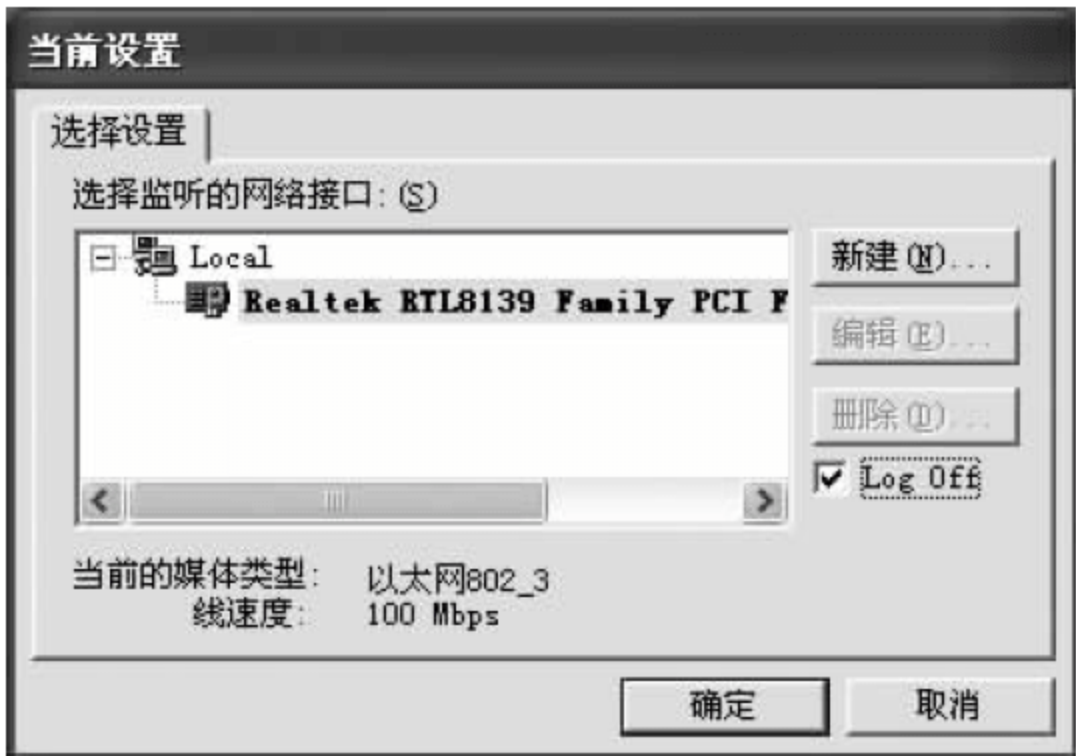 当前设置
选择设置
选择监听的网络接口: (S)
Local
Realtek RTL8139 Family PCI F
新建(N)...
编辑(E)...
删除(D)...
Log Off
当前的媒体类型: 以太网802_3
线速度: 100 Mbps
确定
取消